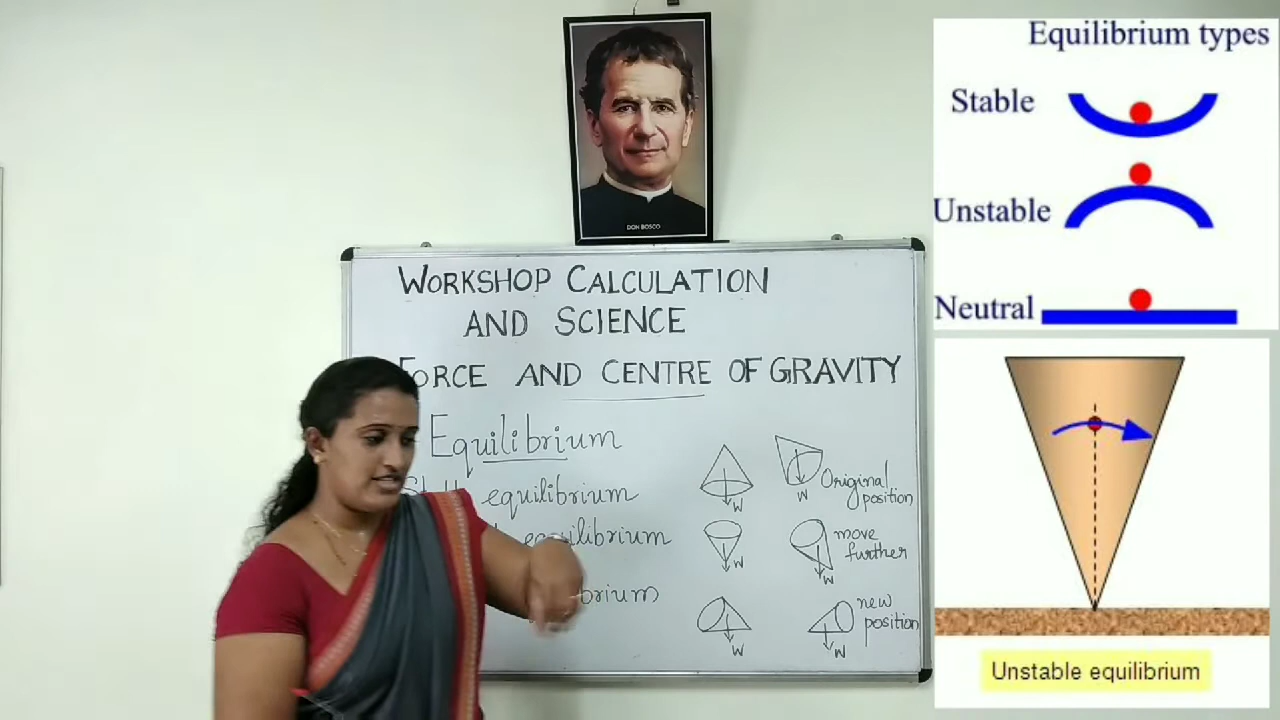 DON BOSCO
WORKSHOP CALCULATION
AND SCIENCE
FORCE AND CENTRE OF GRAVITY
Equilibrium
equilibrium
equilibrium
W
W
Original
position
W
W
move
further
W
W
new
position
Equilibrium types
Stable
Unstable
Neutral
Unstable equilibrium